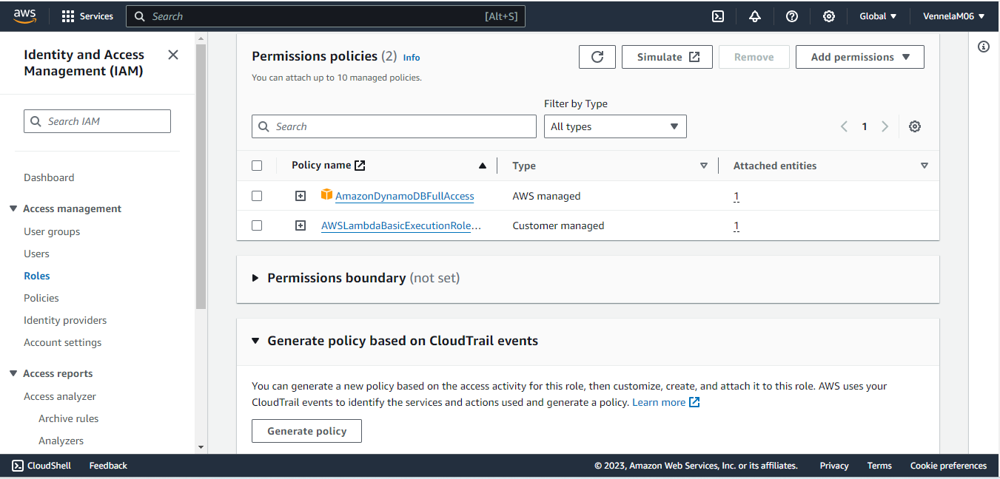 aws
Services
Search
[Alt+S]
Global
VennelaM06
Identity and Access
Management (IAM)
Search IAM
Dashboard
Access management
User groups
Users
Roles
Policies
Identity providers
Account settings
Access reports
Access analyzer
Archive rules
Analyzers
Permissions policies (2) Info
You can attach up to 10 managed policies.
Simulate
Remove
Add permissions
Filter by Type
Search
All types
1
Policy name
Type
Attached entities
AmazonDynamoDBFullAccess
AWS managed
1
AWSLambdaBasicExecutionRole...
Customer managed
1
Permissions boundary (not set)
Generate policy based on CloudTrail events
You can generate a new policy based on the access activity for this role, then customize, create, and attach it to this role. AWS uses your
CloudTrail events to identify the services and actions used and generate a policy. Learn more
Generate policy
CloudShell
Feedback
© 2023, Amazon Web Services, Inc. or its affiliates.
Privacy
Terms
Cookie preferences